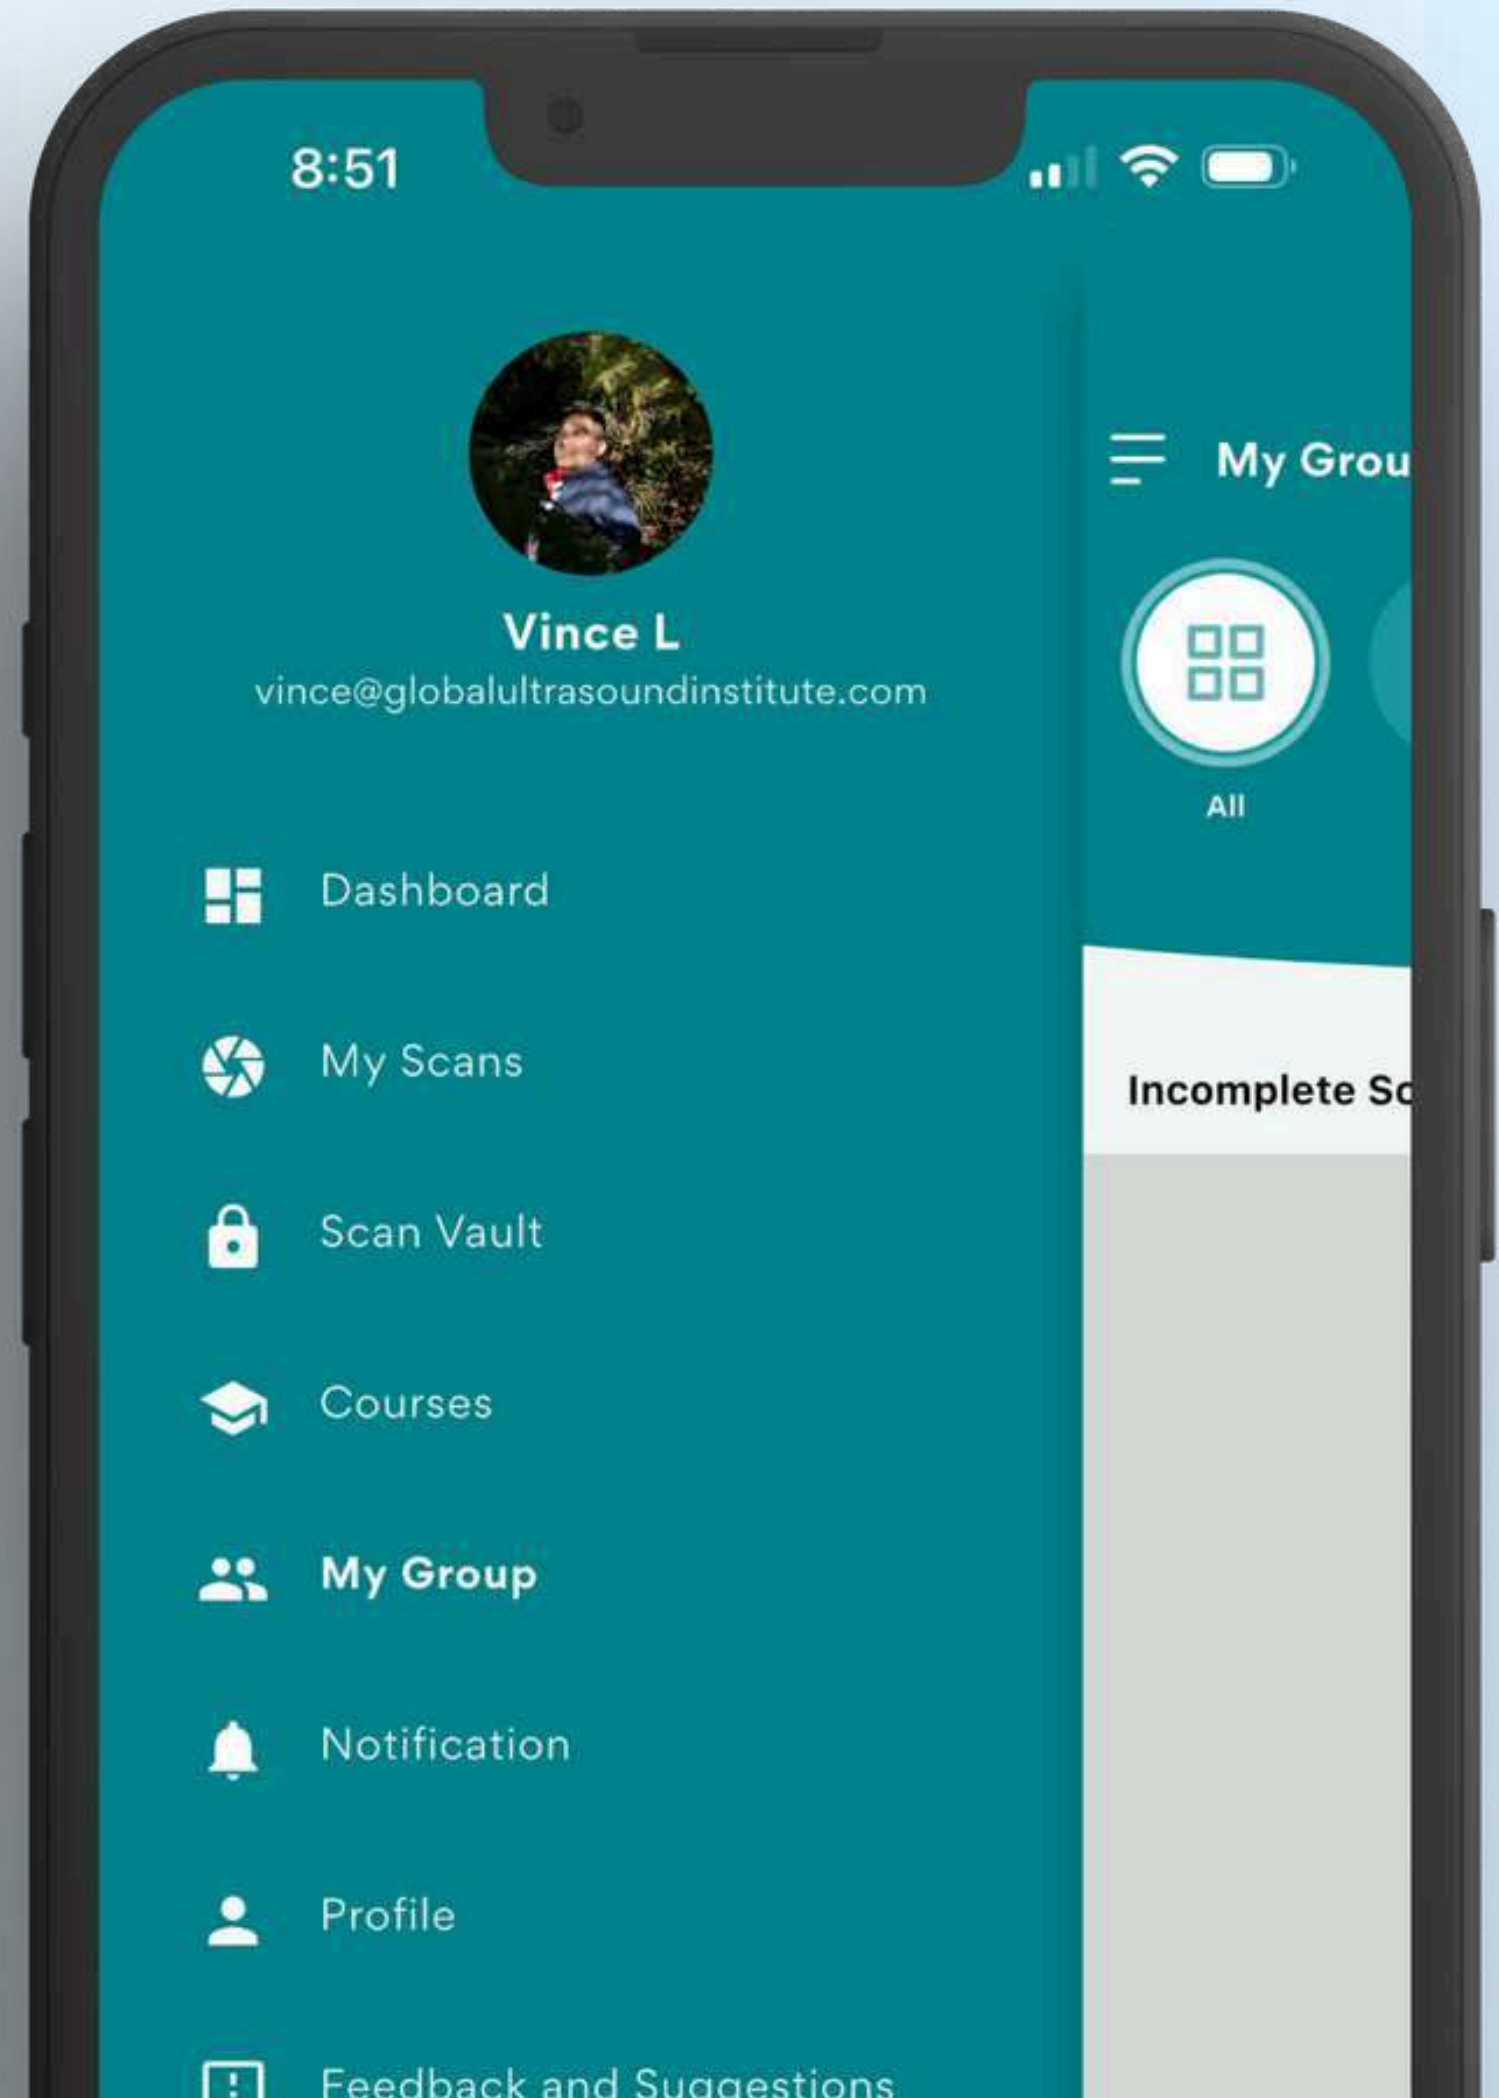 8:51
Vince L
vince@globalultrasoundinstitute.com
Dashboard
My Scans
Scan Vault
Courses
My Group
Notification
Profile
Feedback and Suggestions
My Grou
All
Incomplete Sc